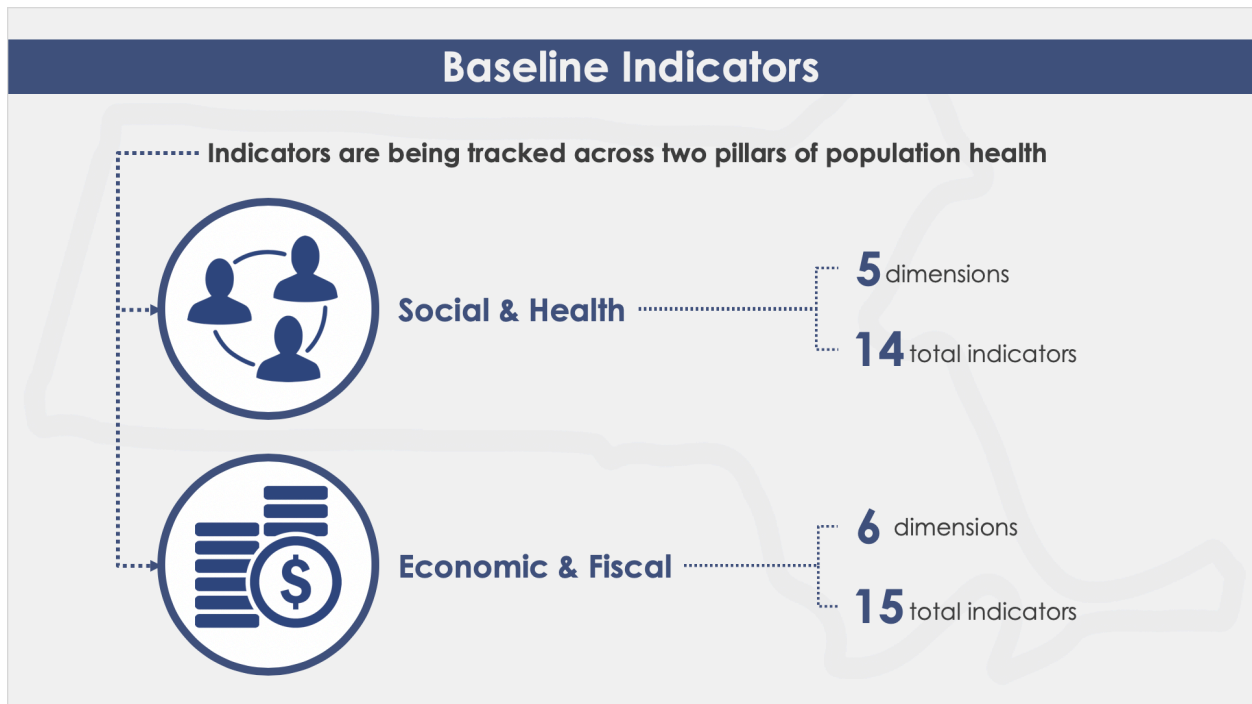 Baseline Indicators
Indicators are being tracked across two pillars of population health
Social & Health
5 dimensions
14 total indicators
$
Economic & Fiscal
6 dimensions
15 total indicators